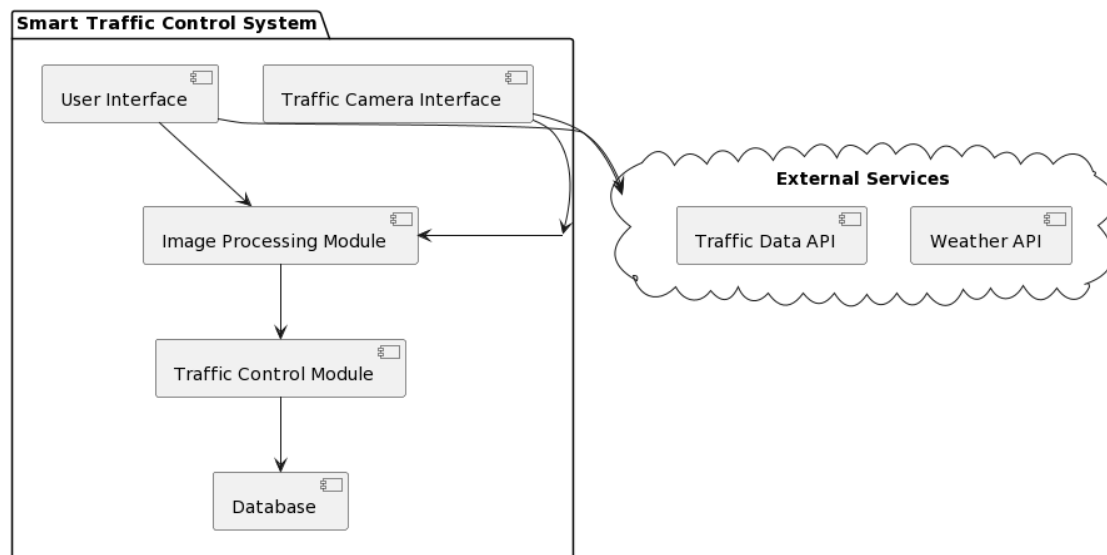 Smart Traffic Control System
User Interface
Traffic Camera Interface
External Services
Image Processing Module
Traffic Data API
Weather API
Traffic Control Module
Database